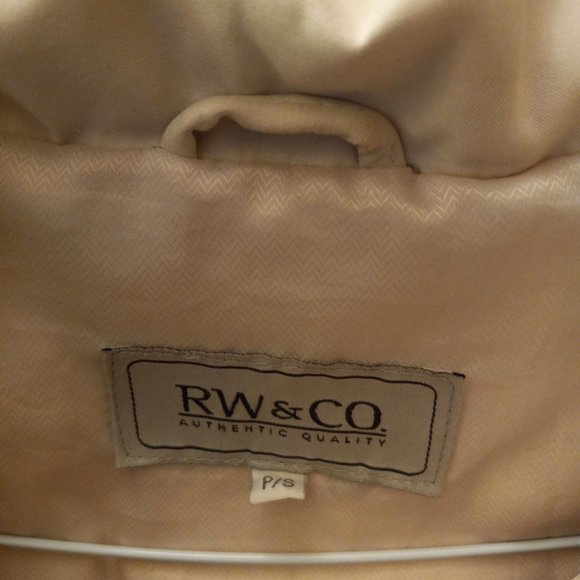 RW & CO.
AUTHENTIC QUALITY
P/S